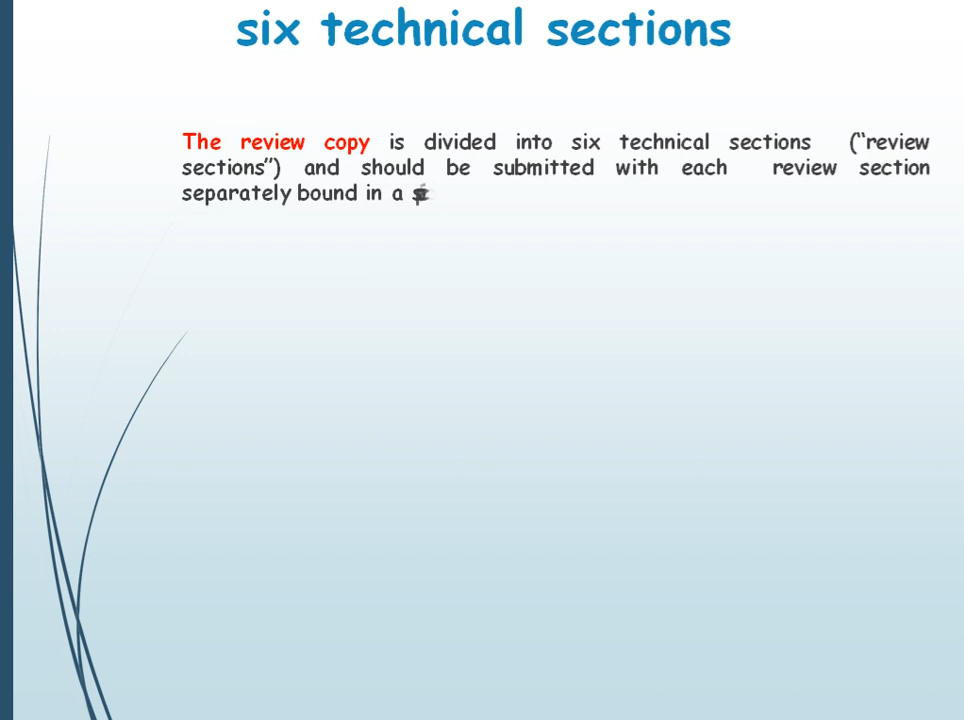 six technical sections
The review copy is divided into six technical sections (“review
sections”) and should be submitted with each review section
separately bound in a